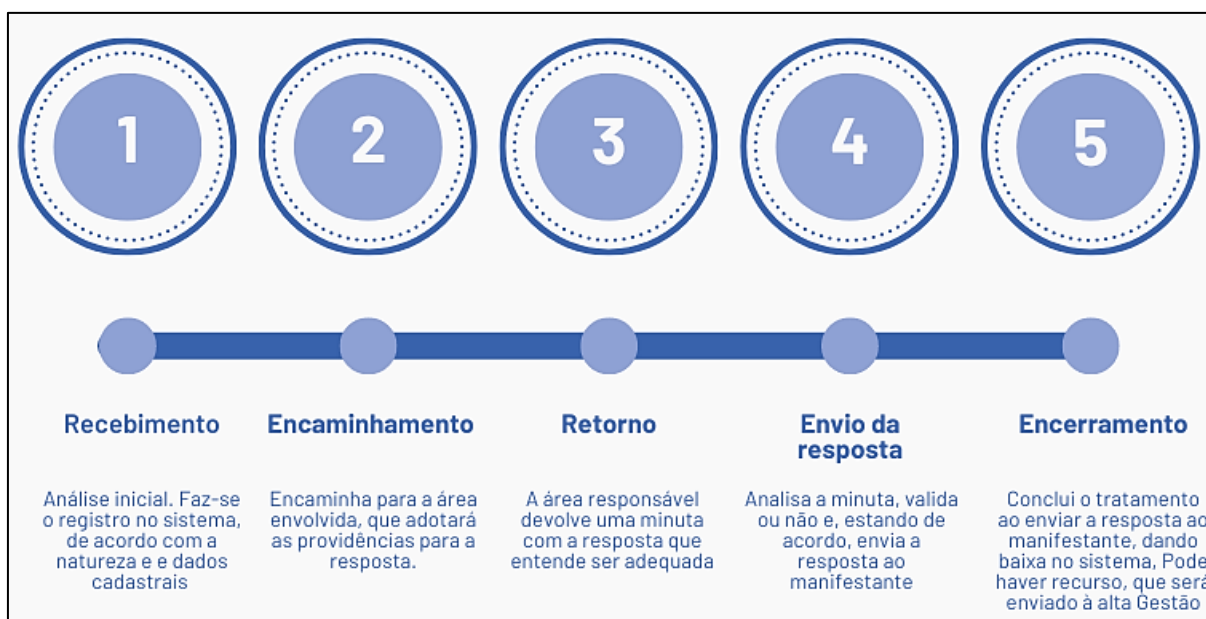 1
2
3
4
5
Recebimento
Análise inicial. Faz-se
o registro no sistema,
de acordo com a
natureza e e dados
cadastrais
Encaminhamento
Encaminha para a área
envolvida, que adotará
as providências para a
resposta.
Retorno
A área responsável
devolve uma minuta
com a resposta que
entende ser adequada
Envio da
resposta
Analisa a minuta, valida
ou não e, estando de
acordo, envia a
resposta ao
manifestante
Encerramento
Conclui o tratamento
ao enviar a resposta ao
manifestante, dando
baixa no sistema, Pode
haver recurso, que será
enviado à alta Gestão